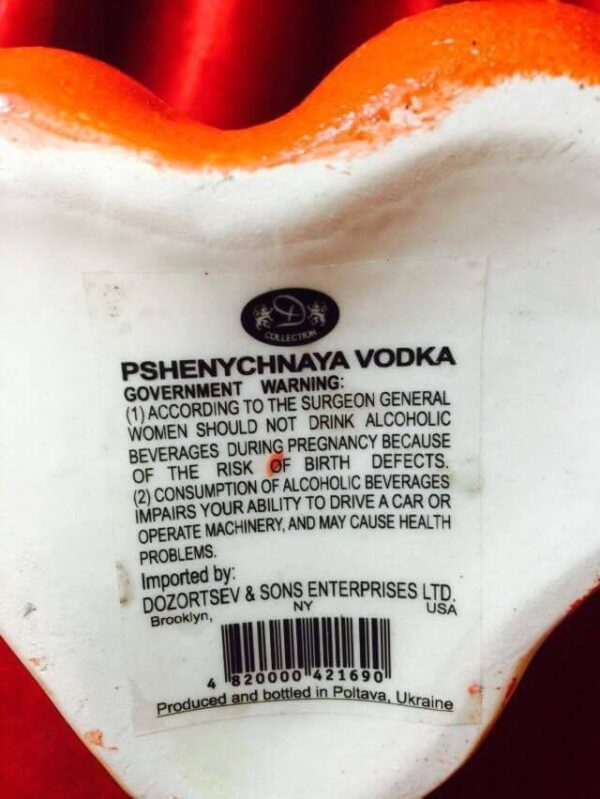 D
COLLECTION
PSHENYCHNAYA VODKA
GOVERNMENT WARNING:
(1) ACCORDING TO THE SURGEON GENERAL
WOMEN SHOULD NOT DRINK ALCOHOLIC
BEVERAGES DURING PREGNANCY BECAUSE
OF THE RISK OF BIRTH DEFECTS.
(2) CONSUMPTION OF ALCOHOLIC BEVERAGES
IMPAIRS YOUR ABILITY TO DRIVE A CAR OR
OPERATE MACHINERY, AND MAY CAUSE HEALTH
PROBLEMS.
Imported by:
DOZORTSEV & SONS ENTERPRISES LTD.
Brooklyn, NY USA
4 820000 421690
Produced and bottled in Poltava, Ukraine